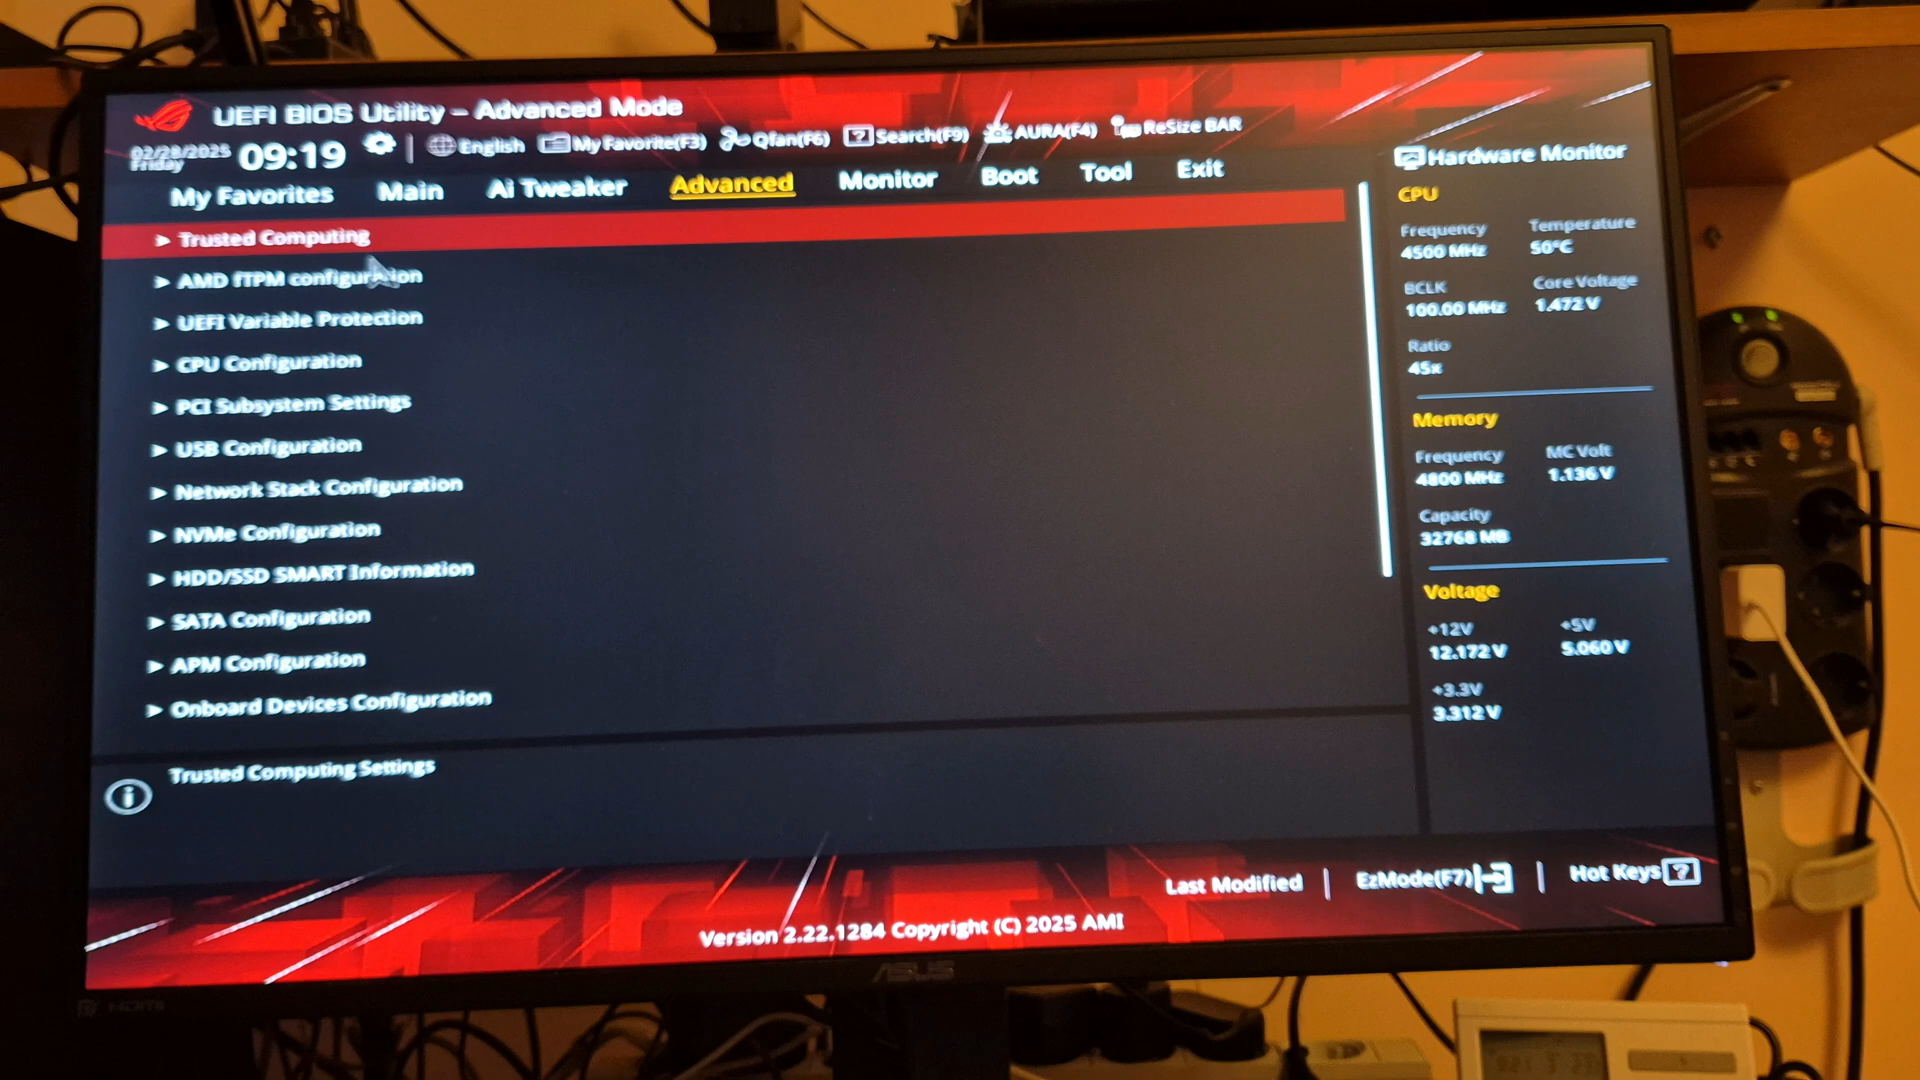 UEFI BIOS Utility – Advanced Mode
02/28/2025
Friday
09:19
English
My Favorite(F3)
Qfan(F6)
Search(F9)
AURA(F4)
ReSize BAR
My Favorites
Main
Ai Tweaker
Advanced
Monitor
Boot
Tool
Exit
Trusted Computing
AMD fTPM configuration
UEFI Variable Protection
CPU Configuration
PCI Subsystem Settings
USB Configuration
Network Stack Configuration
NVMe Configuration
HDD/SSD SMART Information
SATA Configuration
APM Configuration
Onboard Devices Configuration
Trusted Computing Settings
Hardware Monitor
CPU
Frequency Temperature
4500 MHz 50°C
BCLK Core Voltage
100.00 MHz 1.472 V
Ratio
45x
Memory
Frequency MC Volt
4800 MHz 1.136 V
Capacity
32768 MB
Voltage
+12V +5V
12.172 V 5.060 V
+3.3V
3.312 V
Last Modified
EzMode(F7)
Hot Keys ?
Version 2.22.1284 Copyright (C) 2025 AMI
ASUS
HDMI